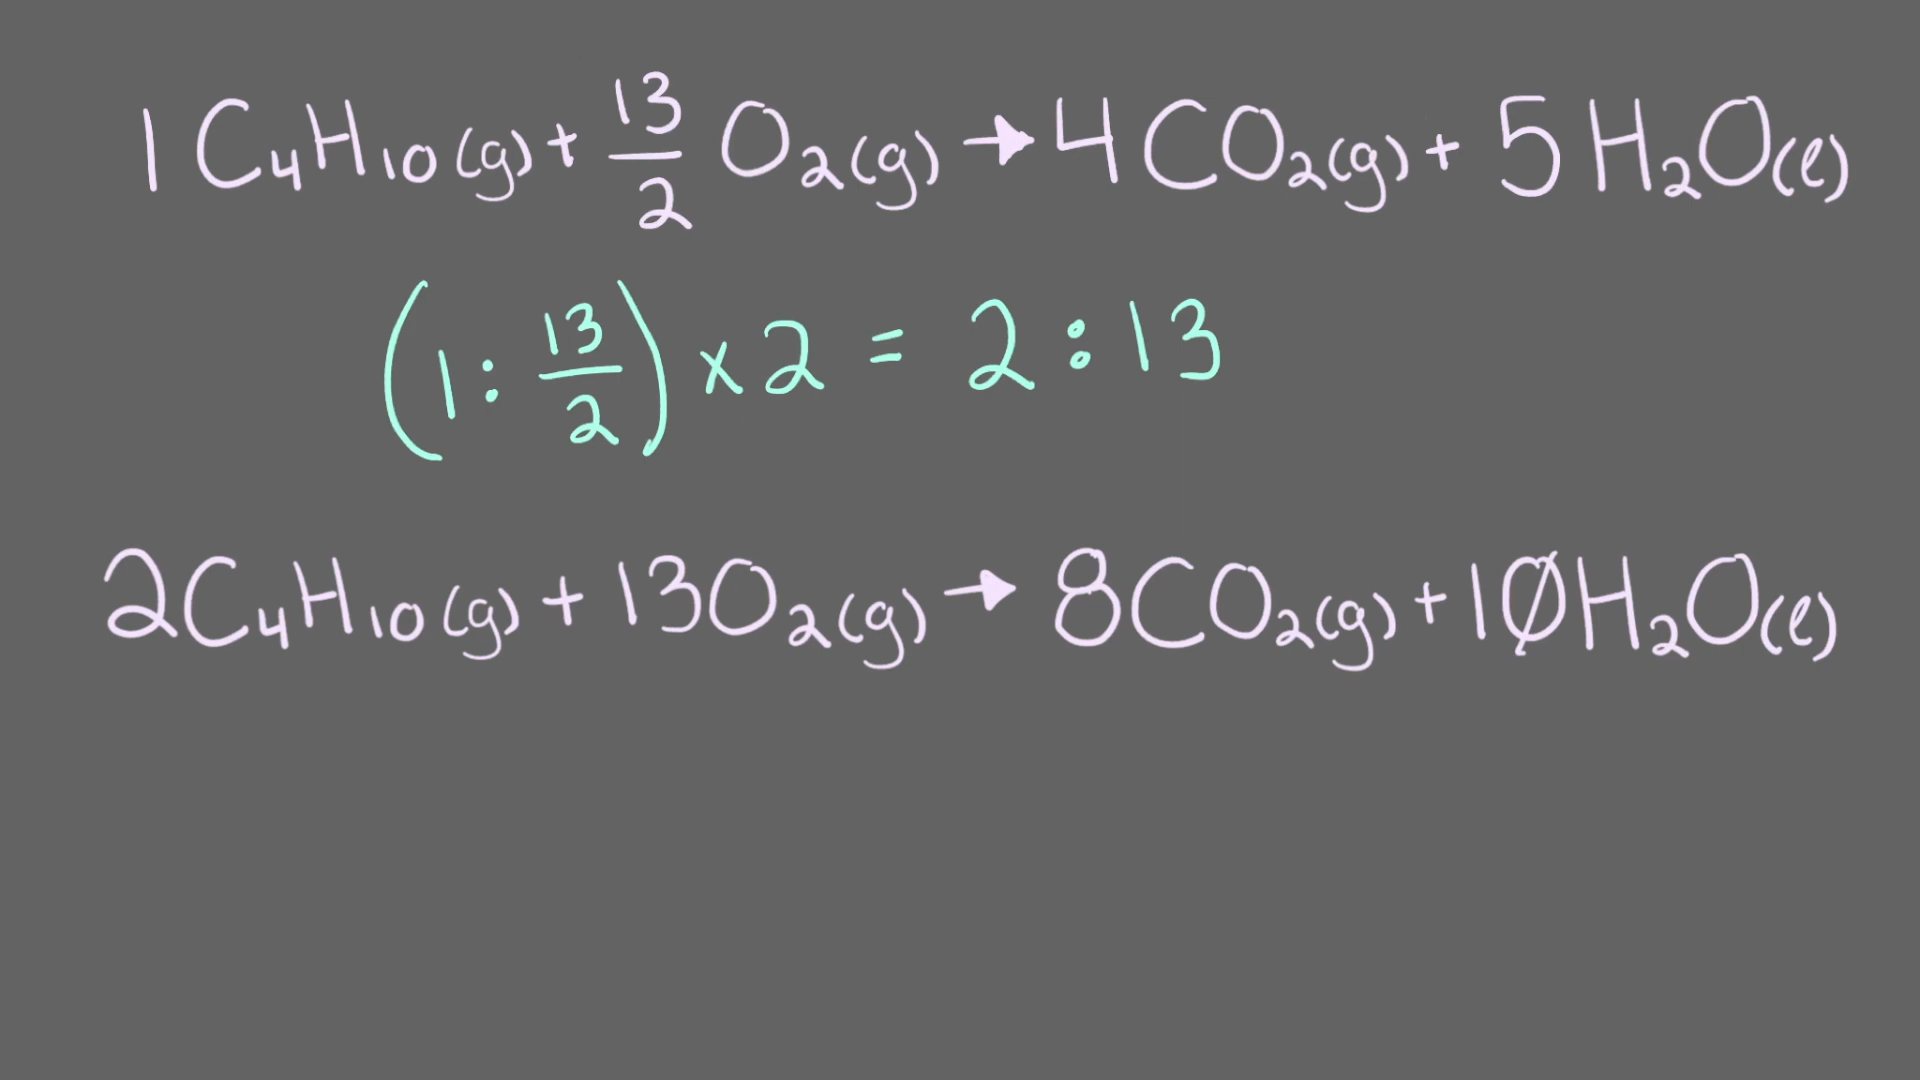 1 C₄H₁₀(g) + 13/2 O₂(g) → 4 CO₂(g) + 5 H₂O(l)
(1 : 13/2) × 2 = 2 : 13
2C₄H₁₀(g) + 13O₂(g) → 8CO₂(g) + 10H₂O(l)